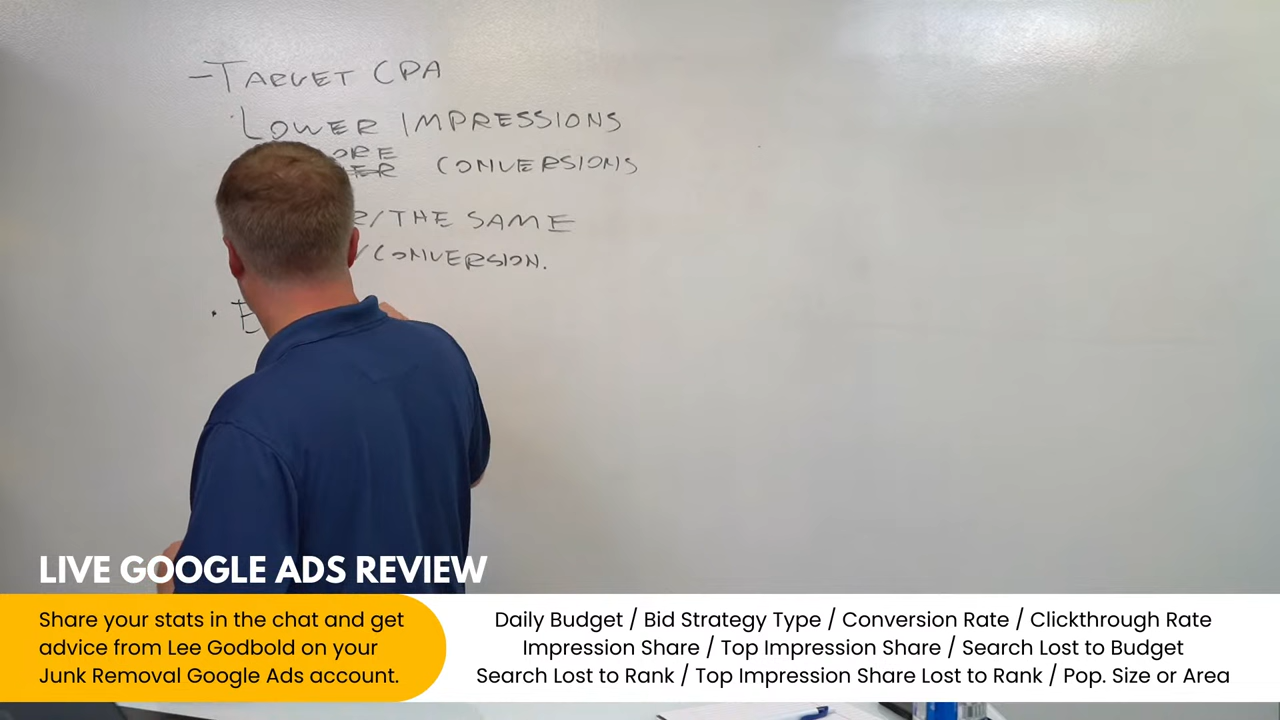 - TARGET CPA
· LOWER IMPRESSIONS
ORE
CONVERSIONS
R/THE SAME
/CONVERSION.
· E
LIVE GOOGLE ADS REVIEW
Share your stats in the chat and get
advice from Lee Godbold on your
Junk Removal Google Ads account.
Daily Budget / Bid Strategy Type / Conversion Rate / Clickthrough Rate
Impression Share / Top Impression Share / Search Lost to Budget
Search Lost to Rank / Top Impression Share Lost to Rank / Pop. Size or Area